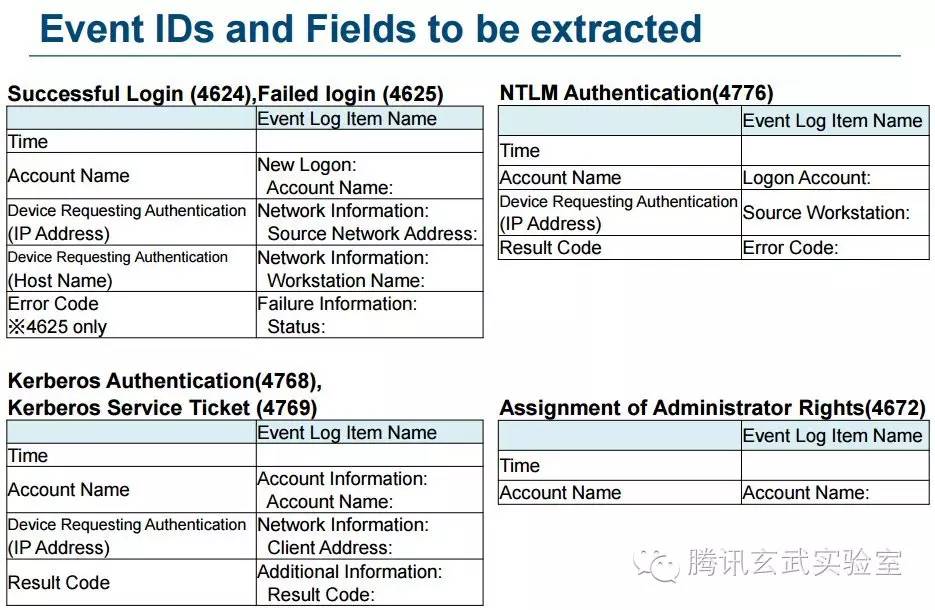 Event IDs and Fields to be extracted
Successful Login (4624),Failed login (4625)
Event Log Item Name
Time
Account Name
New Logon:
Account Name:
Device Requesting Authentication
(IP Address)
Network Information:
Source Network Address:
Device Requesting Authentication
(Host Name)
Network Information:
Workstation Name:
Error Code
※4625 only
Failure Information:
Status:
NTLM Authentication(4776)
Event Log Item Name
Time
Account Name
Logon Account:
Device Requesting Authentication
(IP Address)
Source Workstation:
Result Code
Error Code:
Kerberos Authentication(4768),
Kerberos Service Ticket (4769)
Event Log Item Name
Time
Account Name
Account Information:
Account Name:
Device Requesting Authentication
(IP Address)
Network Information:
Client Address:
Result Code
Additional Information:
Result Code:
Assignment of Administrator Rights(4672)
Event Log Item Name
Time
Account Name
Account Name:
腾讯玄武实验室